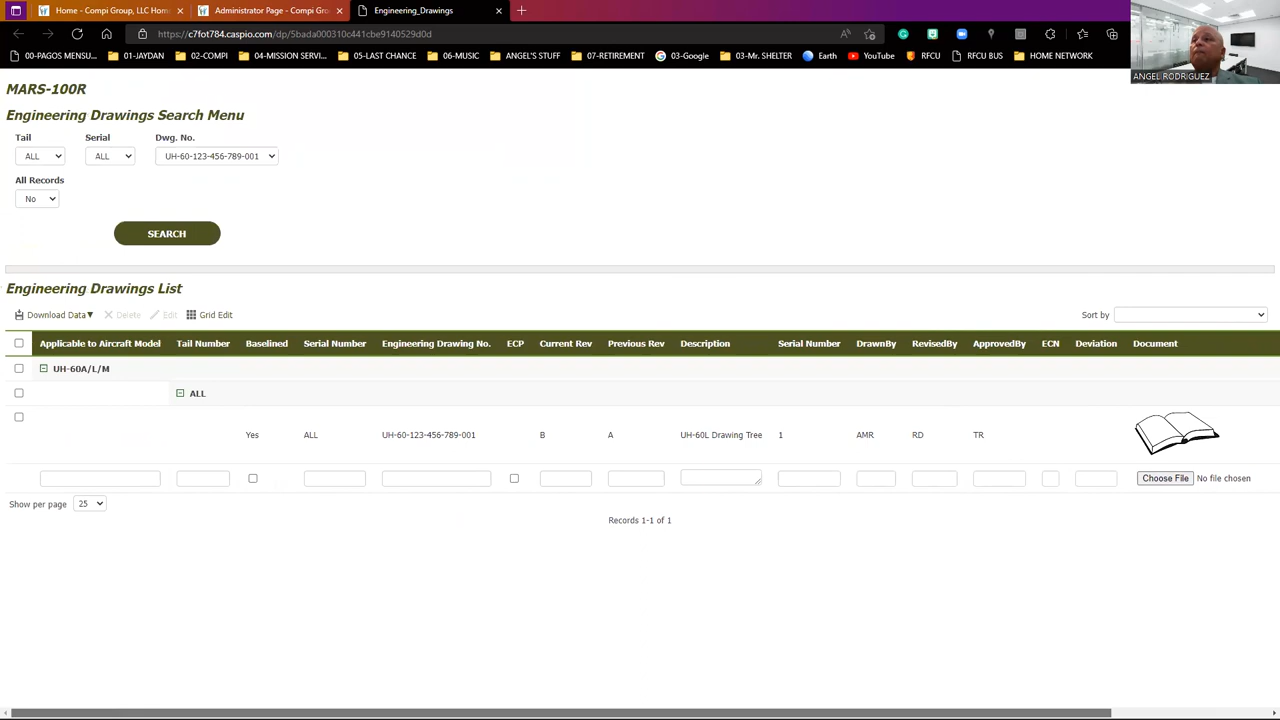 Home - Compi Group, LLC Hom
Administrator Page - Compi Gro
Engineering_Drawings
https://c7fot784.caspio.com/dp/5bada000310c441cbe9140529d0d
00-PAGOS MENSU... 01-JAYDAN 02-COMPI 04-MISSION SERVI... 05-LAST CHANCE 06-MUSIC ANGEL'S STUFF 07-RETIREMENT 03-Google 03-Mr. SHELTER Earth YouTube RFCU RFCU BUS HOME NETWORK
ANGEL RODRIGUEZ
MARS-100R
Engineering Drawings Search Menu
Tail Serial Dwg. No.
ALL ALL UH-60-123-456-789-001
All Records
No
SEARCH
Engineering Drawings List
Download Data▼ Delete Edit Grid Edit Sort by
Applicable to Aircraft Model Tail Number Baselined Serial Number Engineering Drawing No. ECP Current Rev Previous Rev Description Serial Number DrawnBy RevisedBy ApprovedBy ECN Deviation Document
UH-60A/L/M
ALL
Yes ALL UH-60-123-456-789-001 B A UH-60L Drawing Tree 1 AMR RD TR
Choose File No file chosen
Show per page 25
Records 1-1 of 1